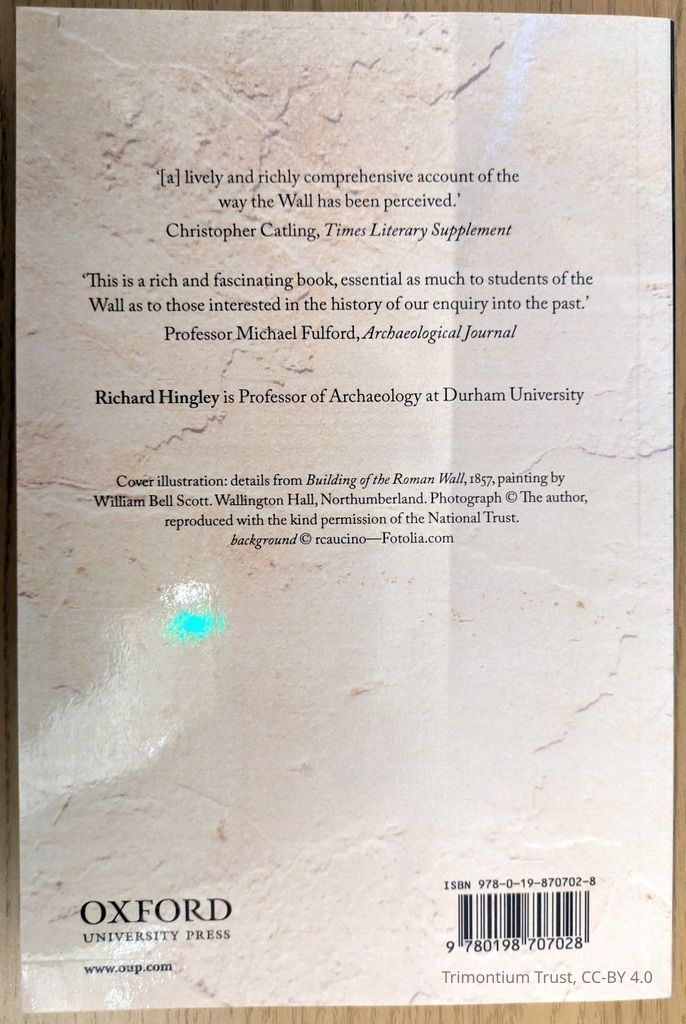 ‘[a] lively and richly comprehensive account of the
way the Wall has been perceived.’
Christopher Catling, Times Literary Supplement
‘This is a rich and fascinating book, essential as much to students of the
Wall as to those interested in the history of our enquiry into the past.’
Professor Michael Fulford, Archaeological Journal
Richard Hingley is Professor of Archaeology at Durham University
Cover illustration: details from Building of the Roman Wall, 1857, painting by
William Bell Scott. Wallington Hall, Northumberland. Photograph © The author,
reproduced with the kind permission of the National Trust.
background © rcaucino—Fotolia.com
OXFORD
UNIVERSITY PRESS
www.oup.com
ISBN 978-0-19-870702-8
9 780198 707028
Trimontium Trust, CC-BY 4.0